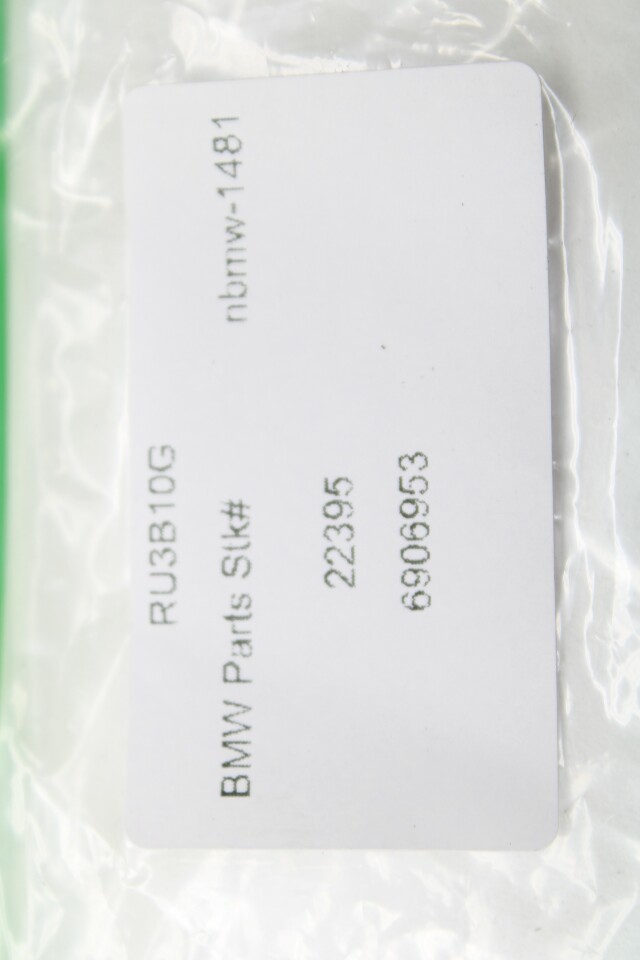 RU3B10G
BMW Parts Stk# nbmw-1481
22395
6906953